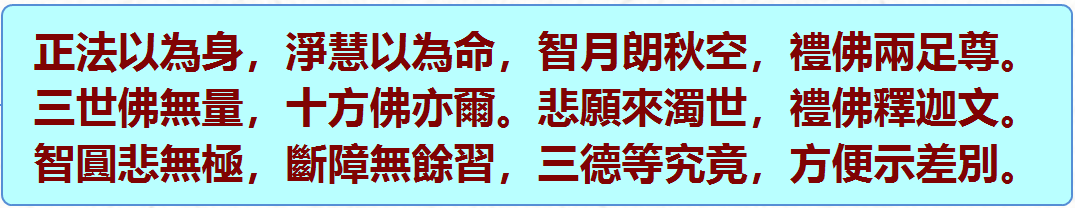 正法以為身，淨慧以為命，智月朗秋空，禮佛兩足尊。
三世佛無量，十方佛亦爾。悲願來濁世，禮佛釋迦文。
智圓悲無極，斷障無餘習，三德等究竟，方便示差別。